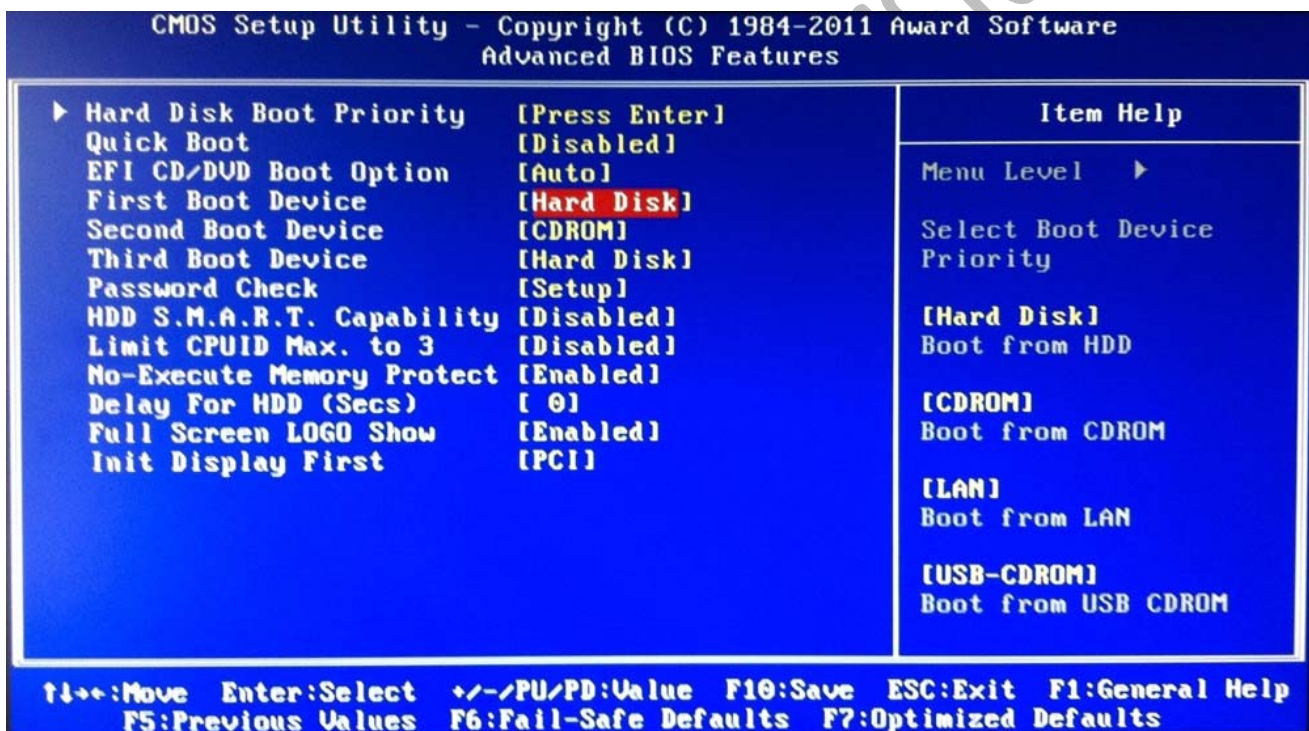 CMOS Setup Utility - Copyright (C) 1984-2011 Award Software
Advanced BIOS Features
▶ Hard Disk Boot Priority [Press Enter]
Quick Boot [Disabled]
EFI CD/DVD Boot Option [Auto]
First Boot Device [Hard Disk]
Second Boot Device [CDROM]
Third Boot Device [Hard Disk]
Password Check [Setup]
HDD S.M.A.R.T. Capability [Disabled]
Limit CPUID Max. to 3 [Disabled]
No-Execute Memory Protect [Enabled]
Delay For HDD (Secs) [ 0]
Full Screen LOGO Show [Enabled]
Init Display First [PCI]
Item Help
Menu Level ▶
Select Boot Device
Priority
[Hard Disk]
Boot from HDD
[CDROM]
Boot from CDROM
[LAN]
Boot from LAN
[USB-CDROM]
Boot from USB CDROM
↑↓→←:Move Enter:Select +/-/PU/PD:Value F10:Save ESC:Exit F1:General Help
F5:Previous Values F6:Fail-Safe Defaults F7:Optimized Defaults